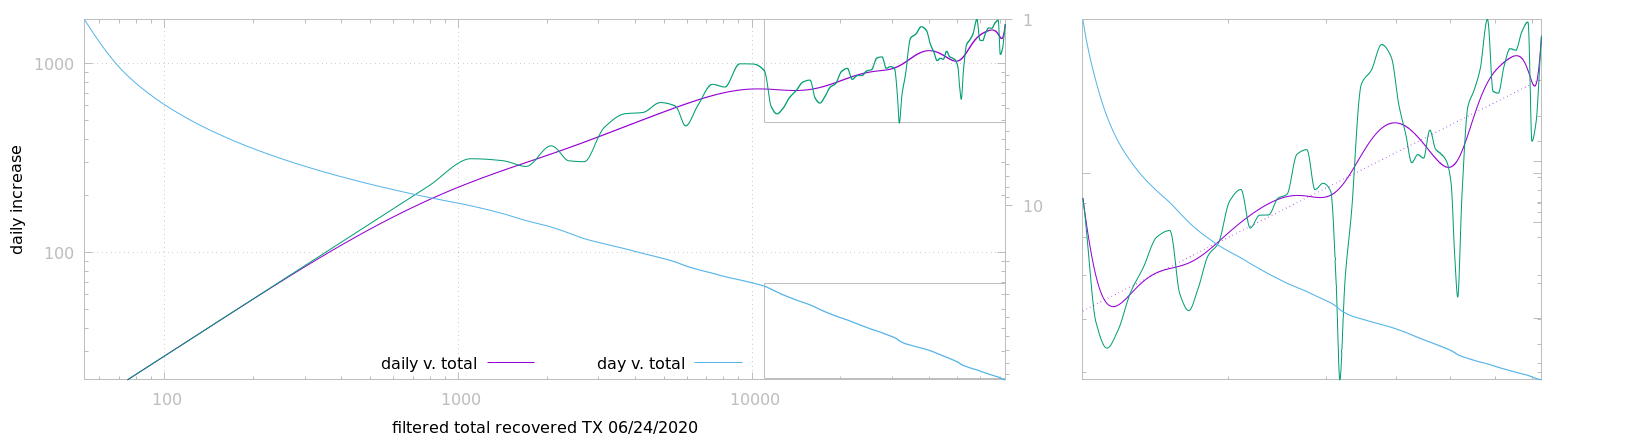 1000
100
daily increase
100
1000
10000
1
10
daily v. total
day v. total
filtered total recovered TX 06/24/2020